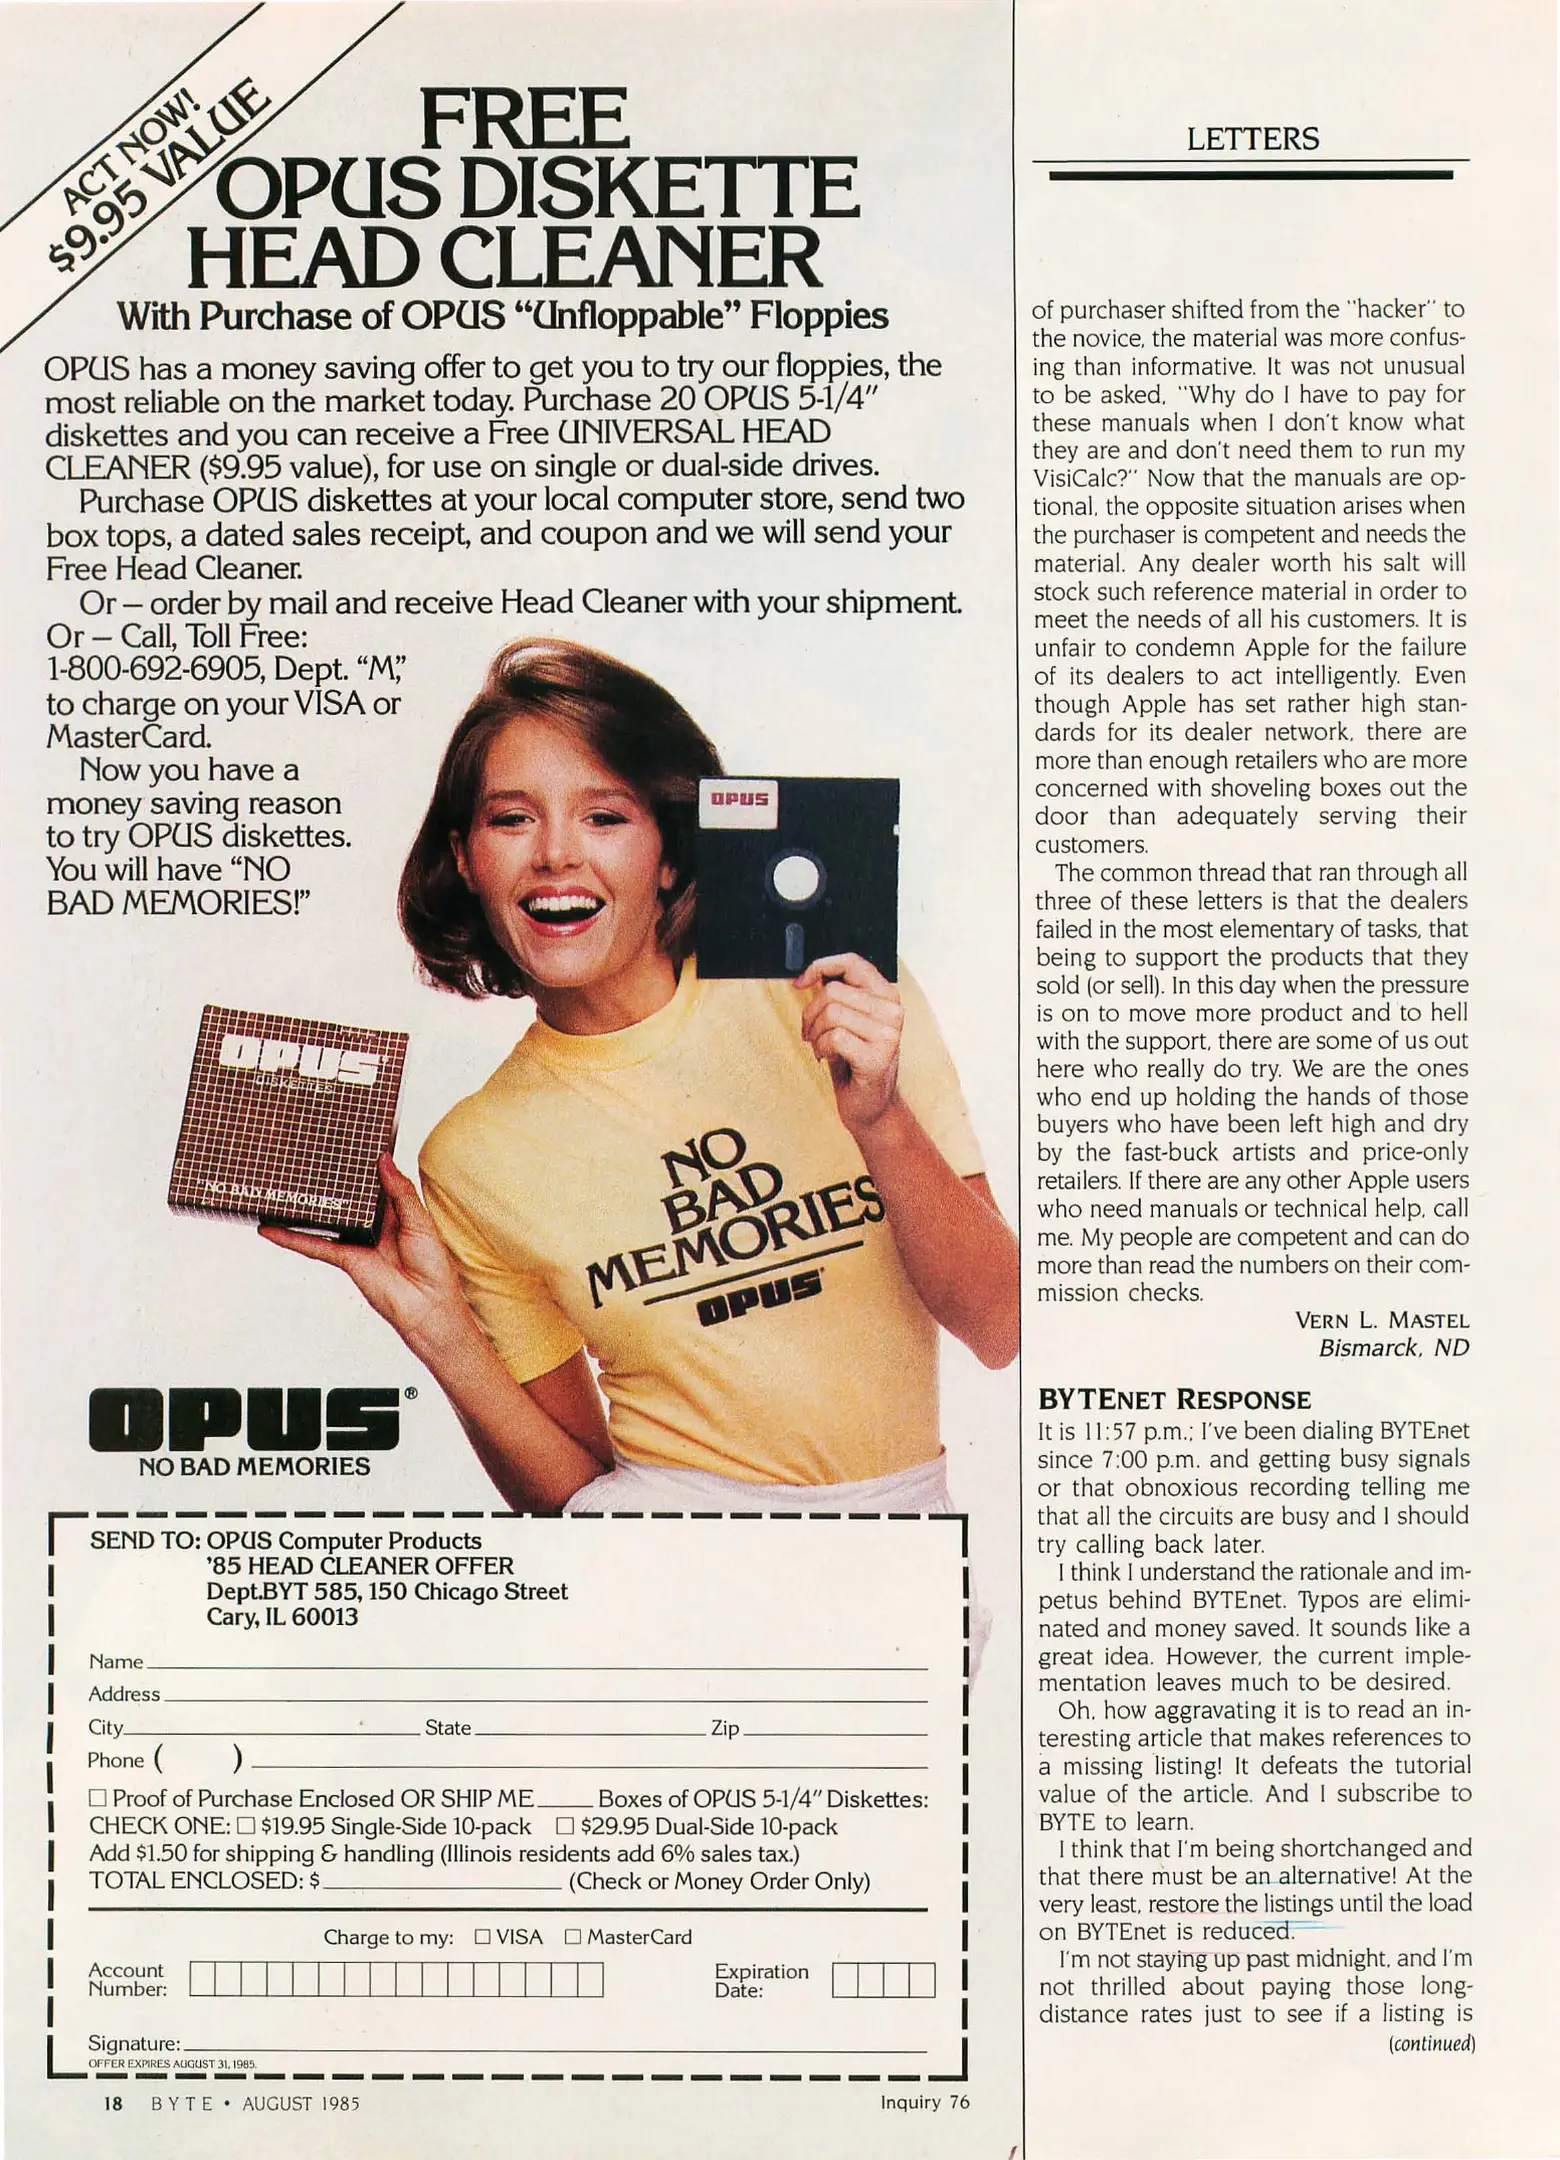 ACT NOW!
$9.95 VALUE
FREE
OPUS DISKETTE
HEAD CLEANER
With Purchase of OPUS “Unfloppable” Floppies
OPUS has a money saving offer to get you to try our floppies, the
most reliable on the market today. Purchase 20 OPUS 5-1/4"
diskettes and you can receive a Free UNIVERSAL HEAD
CLEANER ($9.95 value), for use on single or dual-side drives.
Purchase OPUS diskettes at your local computer store, send two
box tops, a dated sales receipt, and coupon and we will send your
Free Head Cleaner.
Or – order by mail and receive Head Cleaner with your shipment.
Or – Call, Toll Free:
1-800-692-6905, Dept. “M,”
to charge on your VISA or
MasterCard.
Now you have a
money saving reason
to try OPUS diskettes.
You will have “NO
BAD MEMORIES!”
OPUS
OPUS
DISKETTES
"NO BAD MEMORIES"
NO
BAD
MEMORIES
OPUS
OPUS®
NO BAD MEMORIES
SEND TO: OPUS Computer Products
'85 HEAD CLEANER OFFER
Dept.BYT 585, 150 Chicago Street
Cary, IL 60013
Name
Address
City State Zip
Phone ( )
☐ Proof of Purchase Enclosed OR SHIP ME____ Boxes of OPUS 5-1/4" Diskettes:
CHECK ONE: ☐ $19.95 Single-Side 10-pack ☐ $29.95 Dual-Side 10-pack
Add $1.50 for shipping & handling (Illinois residents add 6% sales tax.)
TOTAL ENCLOSED: $____ (Check or Money Order Only)
Charge to my: ☐ VISA ☐ MasterCard
Account Expiration
Number: Date:
Signature:
OFFER EXPIRES AUGUST 31, 1985.
18 BYTE • AUGUST 1985
Inquiry 76
LETTERS
of purchaser shifted from the "hacker" to
the novice, the material was more confus-
ing than informative. It was not unusual
to be asked, "Why do I have to pay for
these manuals when I don't know what
they are and don't need them to run my
VisiCalc?" Now that the manuals are op-
tional, the opposite situation arises when
the purchaser is competent and needs the
material. Any dealer worth his salt will
stock such reference material in order to
meet the needs of all his customers. It is
unfair to condemn Apple for the failure
of its dealers to act intelligently. Even
though Apple has set rather high stan-
dards for its dealer network, there are
more than enough retailers who are more
concerned with shoveling boxes out the
door than adequately serving their
customers.
The common thread that ran through all
three of these letters is that the dealers
failed in the most elementary of tasks, that
being to support the products that they
sold (or sell). In this day when the pressure
is on to move more product and to hell
with the support, there are some of us out
here who really do try. We are the ones
who end up holding the hands of those
buyers who have been left high and dry
by the fast-buck artists and price-only
retailers. If there are any other Apple users
who need manuals or technical help, call
me. My people are competent and can do
more than read the numbers on their com-
mission checks.
VERN L. MASTEL
Bismarck, ND
BYTENET RESPONSE
It is 11:57 p.m.; I've been dialing BYTEnet
since 7:00 p.m. and getting busy signals
or that obnoxious recording telling me
that all the circuits are busy and I should
try calling back later.
I think I understand the rationale and im-
petus behind BYTEnet. Typos are elimi-
nated and money saved. It sounds like a
great idea. However, the current imple-
mentation leaves much to be desired.
Oh, how aggravating it is to read an in-
teresting article that makes references to
a missing listing! It defeats the tutorial
value of the article. And I subscribe to
BYTE to learn.
I think that I'm being shortchanged and
that there must be an alternative! At the
very least, restore the listings until the load
on BYTEnet is reduced.
I'm not staying up past midnight, and I'm
not thrilled about paying those long-
distance rates just to see if a listing is
(continued)